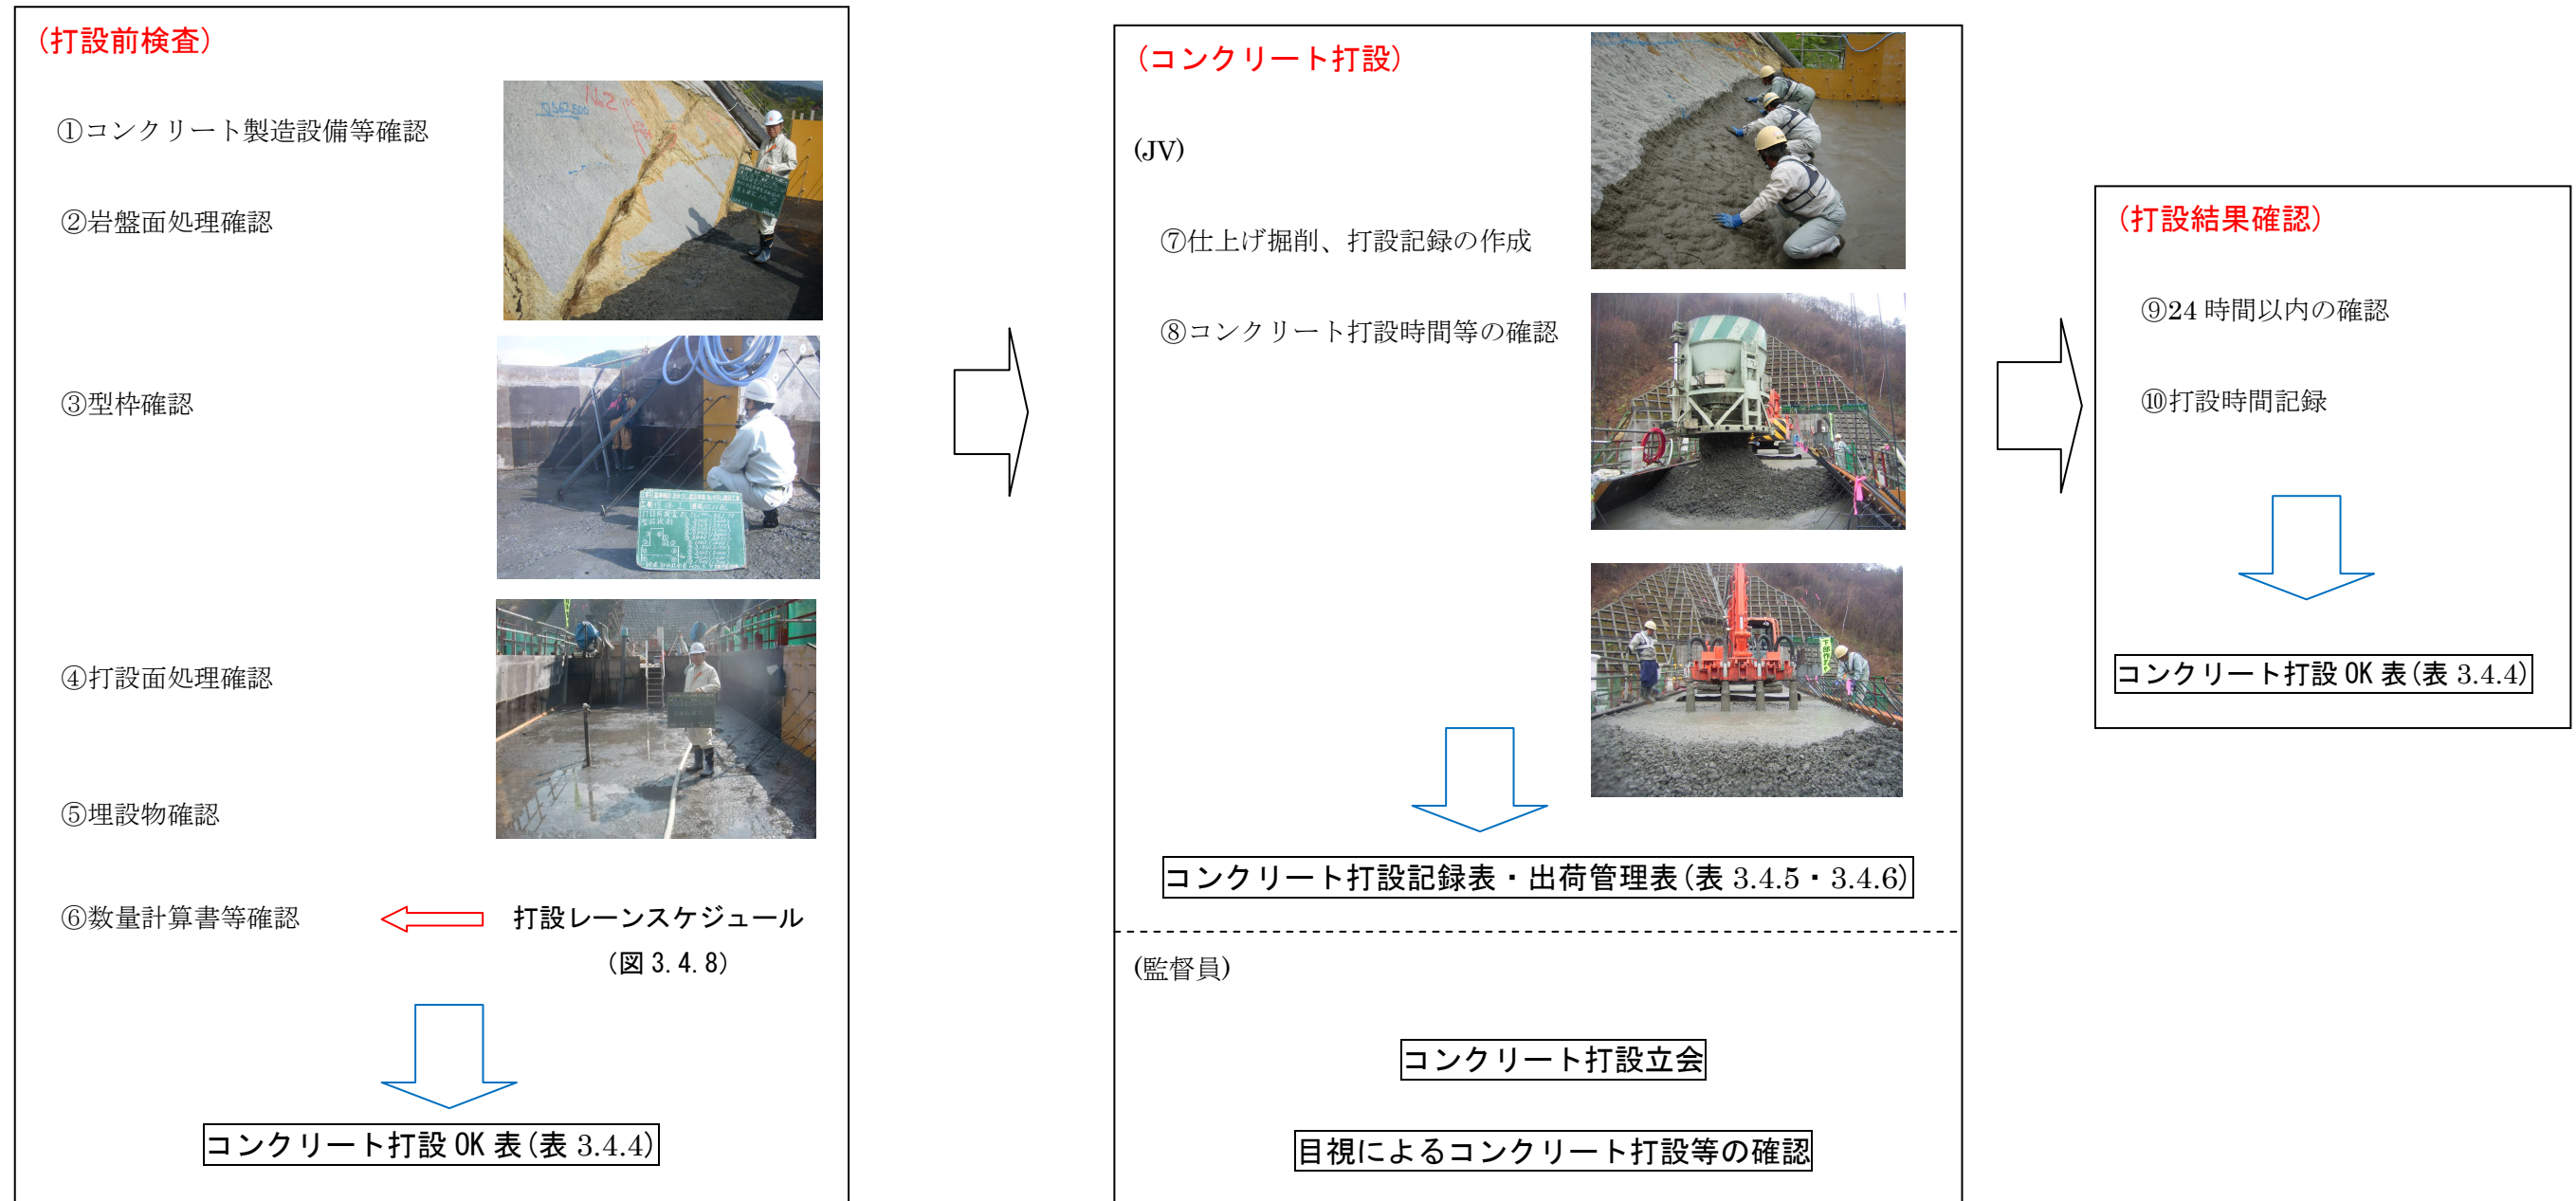 (打設前検査)
①コンクリート製造設備等確認
②岩盤面処理確認
③型枠確認
④打設面処理確認
⑤埋設物確認
⑥数量計算書等確認
打設レーンスケジュール
(図 3.4.8)
コンクリート打設 OK 表(表 3.4.4)
(コンクリート打設)
(JV)
⑦仕上げ掘削、打設記録の作成
⑧コンクリート打設時間等の確認
コンクリート打設記録表・出荷管理表(表 3.4.5・3.4.6)
(監督員)
コンクリート打設立会
目視によるコンクリート打設等の確認
(打設結果確認)
⑨24 時間以内の確認
⑩打設時間記録
コンクリート打設 OK 表(表 3.4.4)